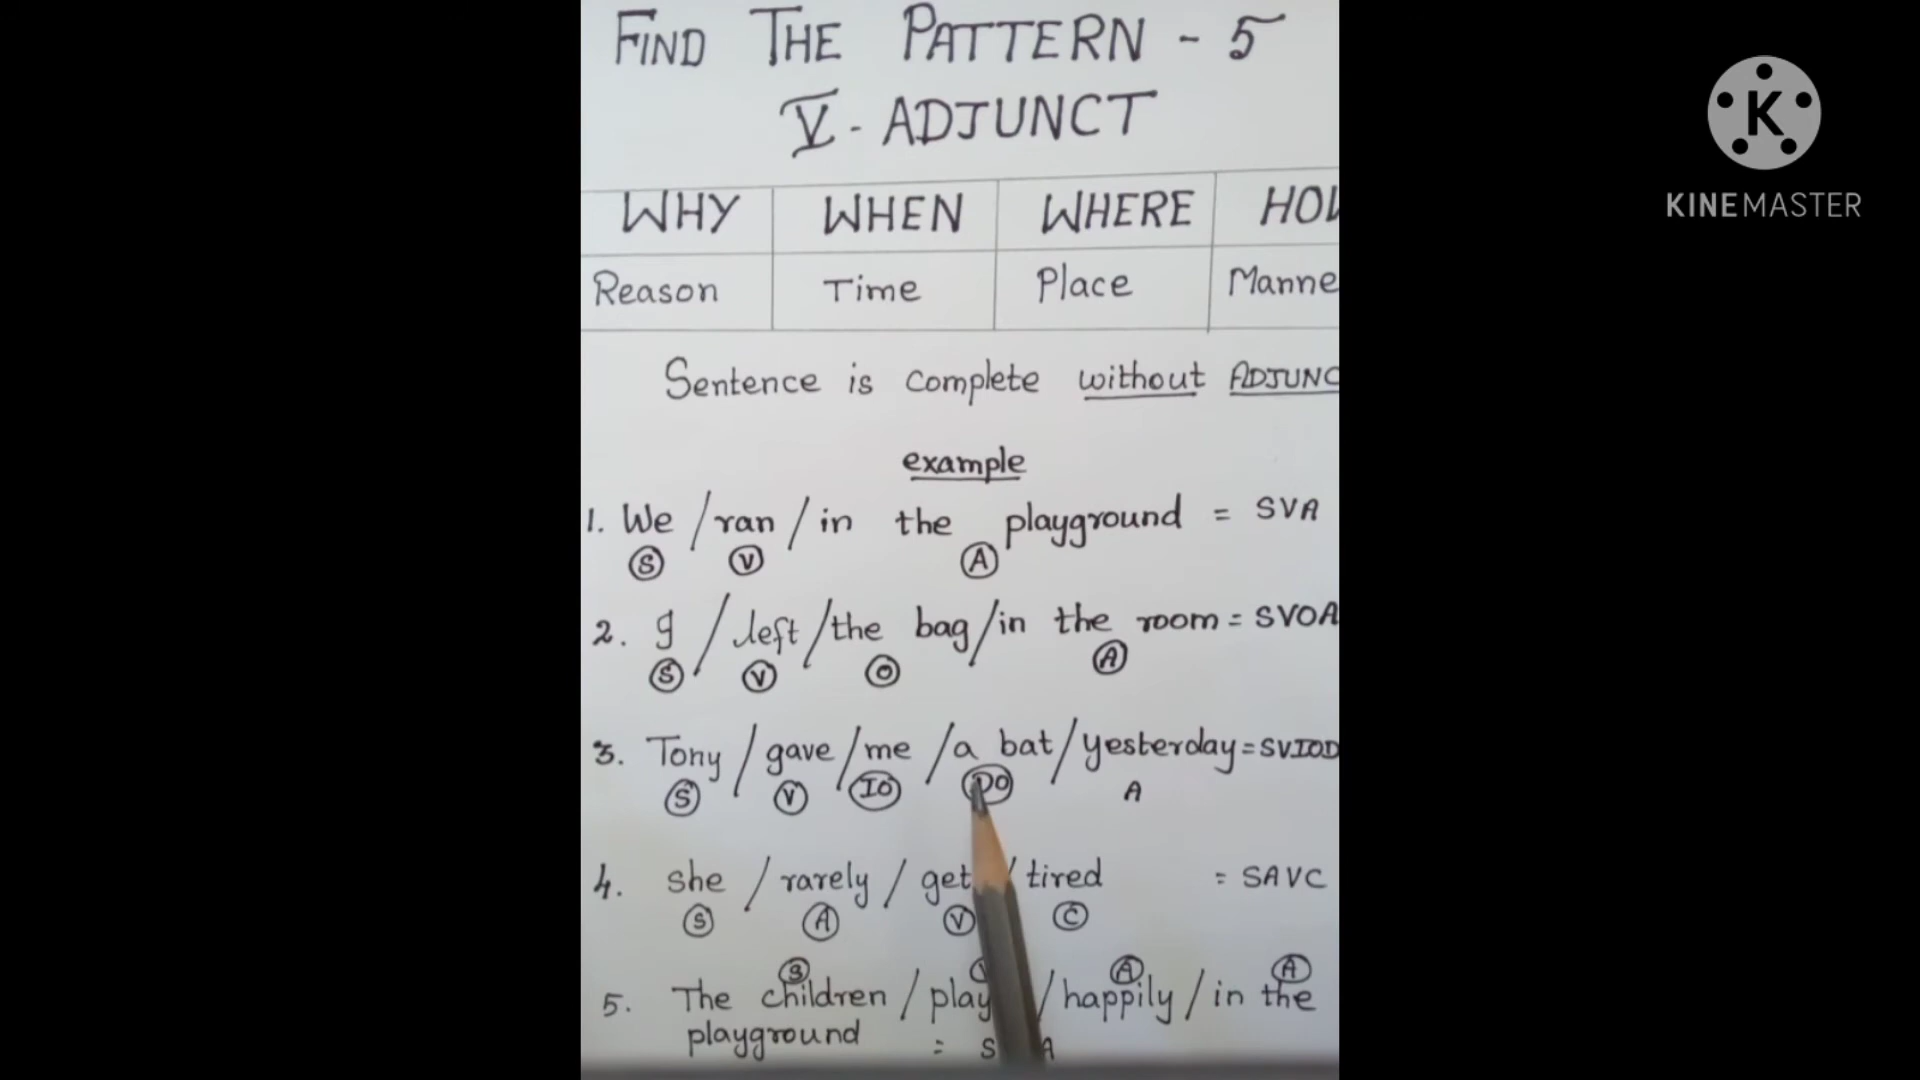 FIND THE PATTERN - 5
V - ADJUNCT
WHY WHEN WHERE HOW
Reason Time Place Manne
Sentence is complete without ADJUNC
example
1. We / ran / in the playground = SVA
S V A
2. I / left / the bag / in the room = SVOA
S V O A
3. Tony / gave / me / a bat / yesterday = SVIOD
S V IO DO A
4. she / rarely / get / tired = SAVC
S A V C
S A A
5. The children / play / happily / in the
playground = S A
K
KINEMASTER